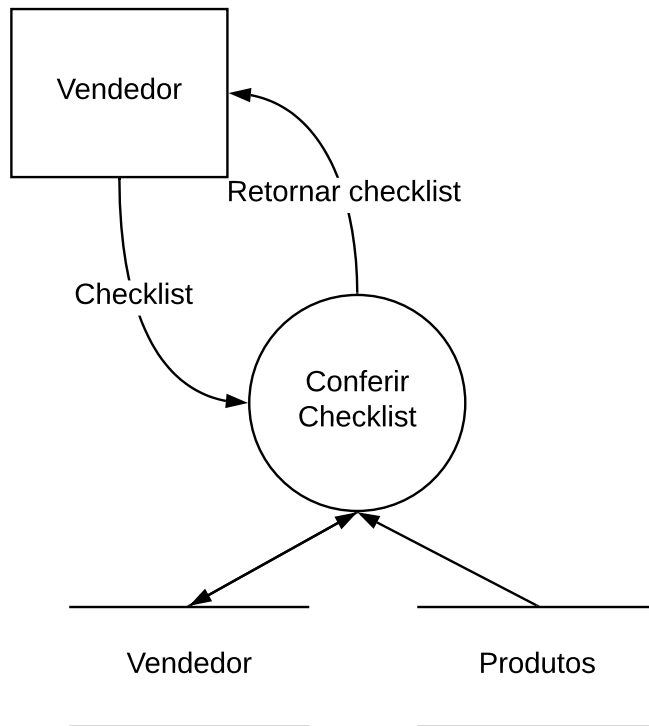 Vendedor
Retornar checklist
Checklist
Conferir
Checklist
Vendedor
Produtos